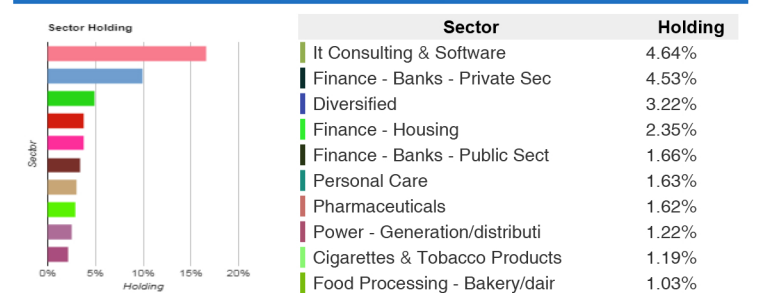 Sector Holding
Sector
0% 5% 10% 15% 20%
Holding
Sector Holding
It Consulting & Software 4.64%
Finance - Banks - Private Sec 4.53%
Diversified 3.22%
Finance - Housing 2.35%
Finance - Banks - Public Sect 1.66%
Personal Care 1.63%
Pharmaceuticals 1.62%
Power - Generation/distributi 1.22%
Cigarettes & Tobacco Products 1.19%
Food Processing - Bakery/dair 1.03%